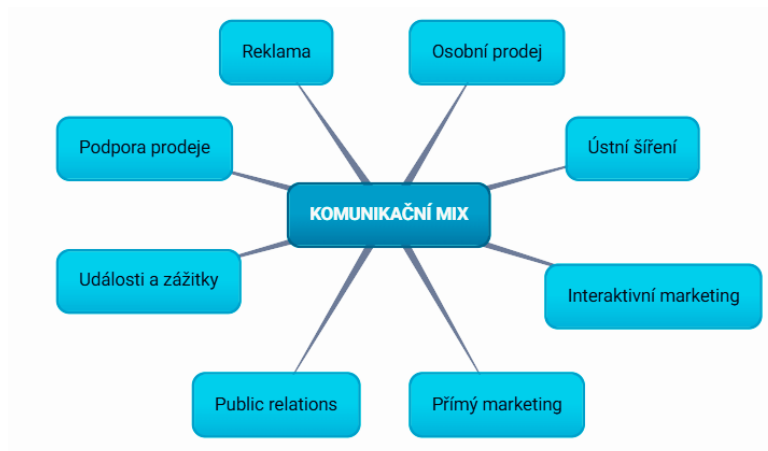 Reklama
Osobní prodej
Podpora prodeje
Ústní šíření
KOMUNIKAČNÍ MIX
Události a zážitky
Interaktivní marketing
Public relations
Přímý marketing